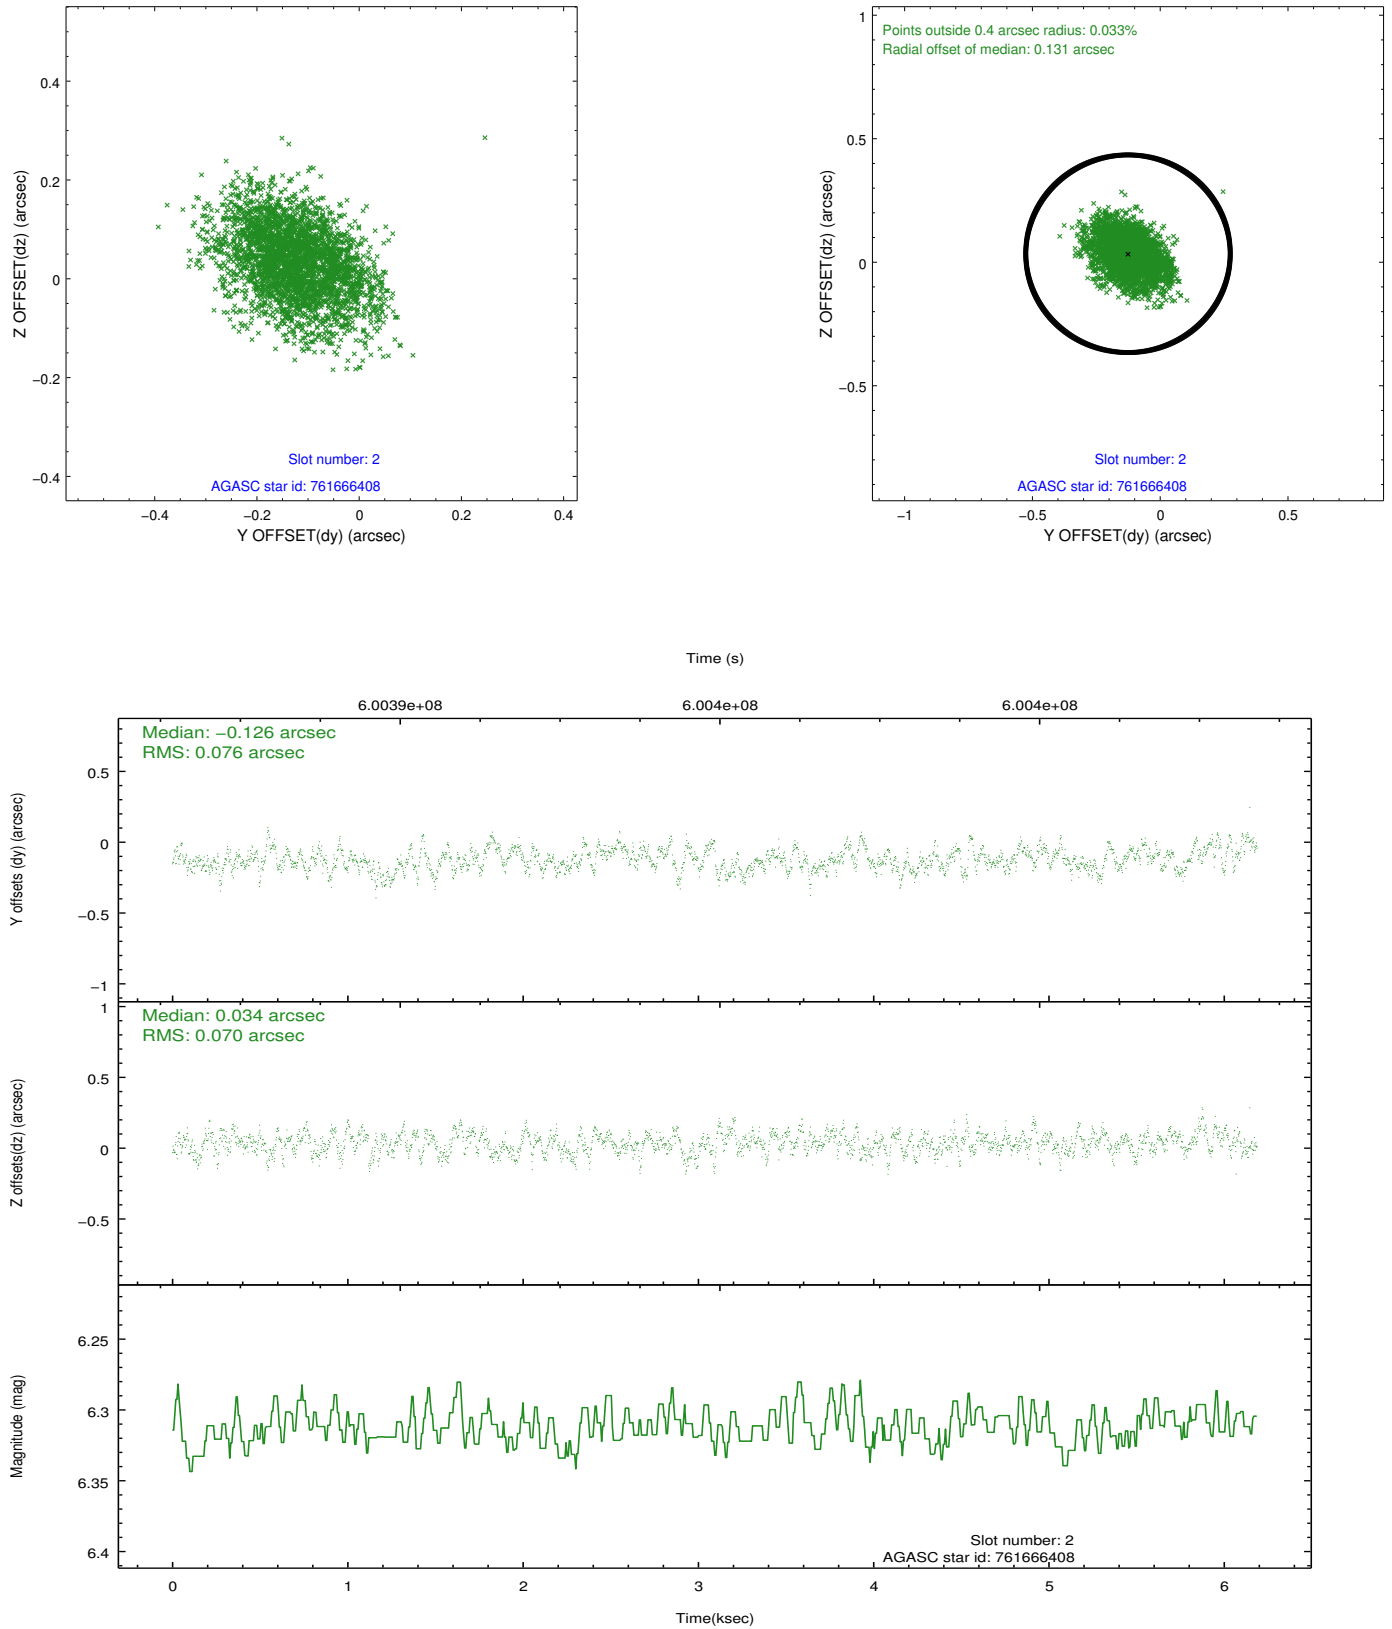 0.4
0.2
0
−0.2
−0.4
Z OFFSET(dz) (arcsec)
Slot number: 2
AGASC star id: 761666408
−0.4
−0.2
0
0.2
0.4
Y OFFSET(dy) (arcsec)
Points outside 0.4 arcsec radius: 0.033%
Radial offset of median: 0.131 arcsec
1
0.5
0
−0.5
Z OFFSET(dz) (arcsec)
Slot number: 2
AGASC star id: 761666408
−1
−0.5
0
0.5
Y OFFSET(dy) (arcsec)
Time (s)
6.0039e+08
6.004e+08
6.004e+08
Median: −0.126 arcsec
RMS: 0.076 arcsec
0.5
0
−0.5
−1
Y offsets (dy) (arcsec)
Median: 0.034 arcsec
RMS: 0.070 arcsec
1
0.5
0
−0.5
Z offsets(dz) (arcsec)
6.25
6.3
6.35
6.4
Magnitude (mag)
Slot number: 2
AGASC star id: 761666408
0
1
2
3
4
5
6
Time(ksec)